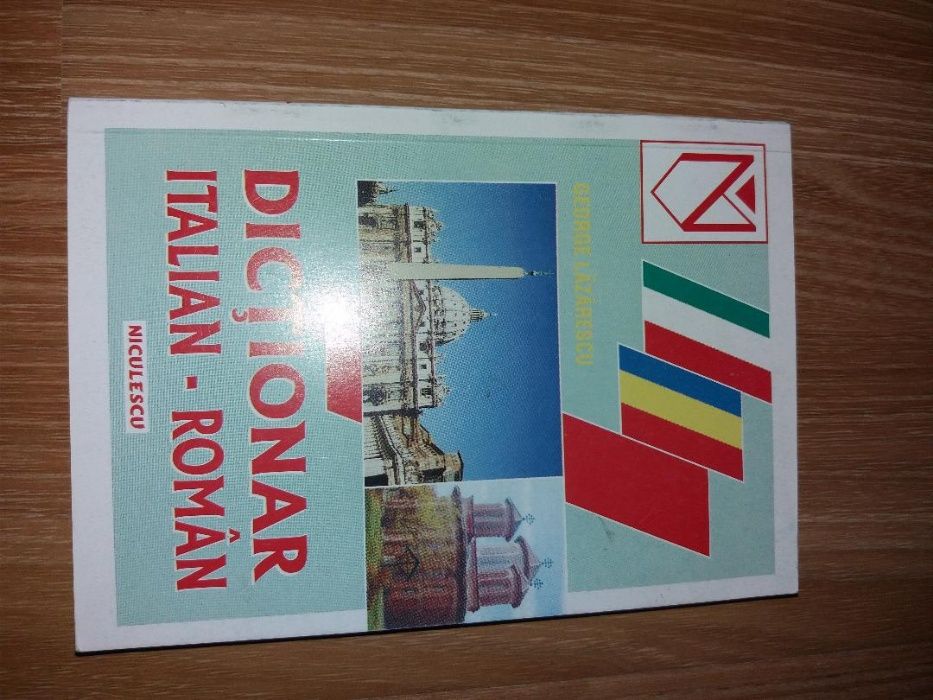 GEORGE LĂZĂRESCU
DICȚIONAR
ITALIAN - ROMÂN
NICULESCU